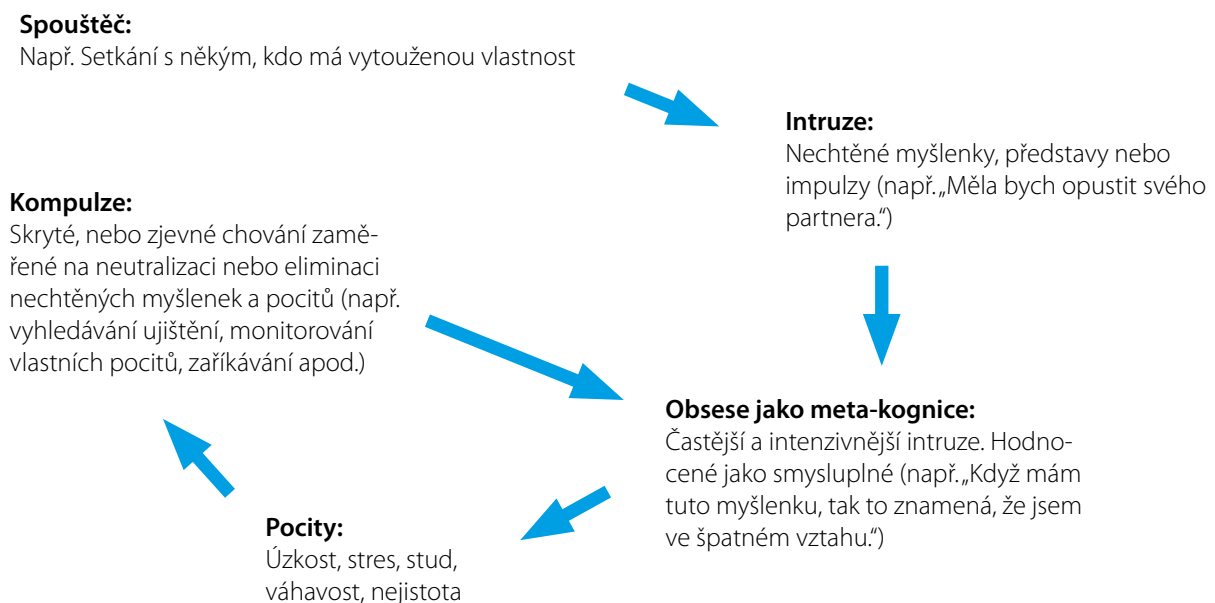 Spouštěč:
Např. Setkání s někým, kdo má vytouženou vlastnost
Intruze:
Nechtěné myšlenky, představy nebo
impulzy (např. „Měla bych opustit svého
partnera.“)
Kompulze:
Skryté, nebo zjevné chování zamě-
řené na neutralizaci nebo eliminaci
nechtěných myšlenek a pocitů (např.
vyhledávání ujištění, monitorování
vlastních pocitů, zaříkávání apod.)
Obsese jako meta-kognice:
Častější a intenzivnější intruze. Hodno-
cené jako smysluplné (např. „Když mám
tuto myšlenku, tak to znamená, že jsem
ve špatném vztahu.“)
Pocity:
Úzkost, stres, stud,
váhavost, nejistota